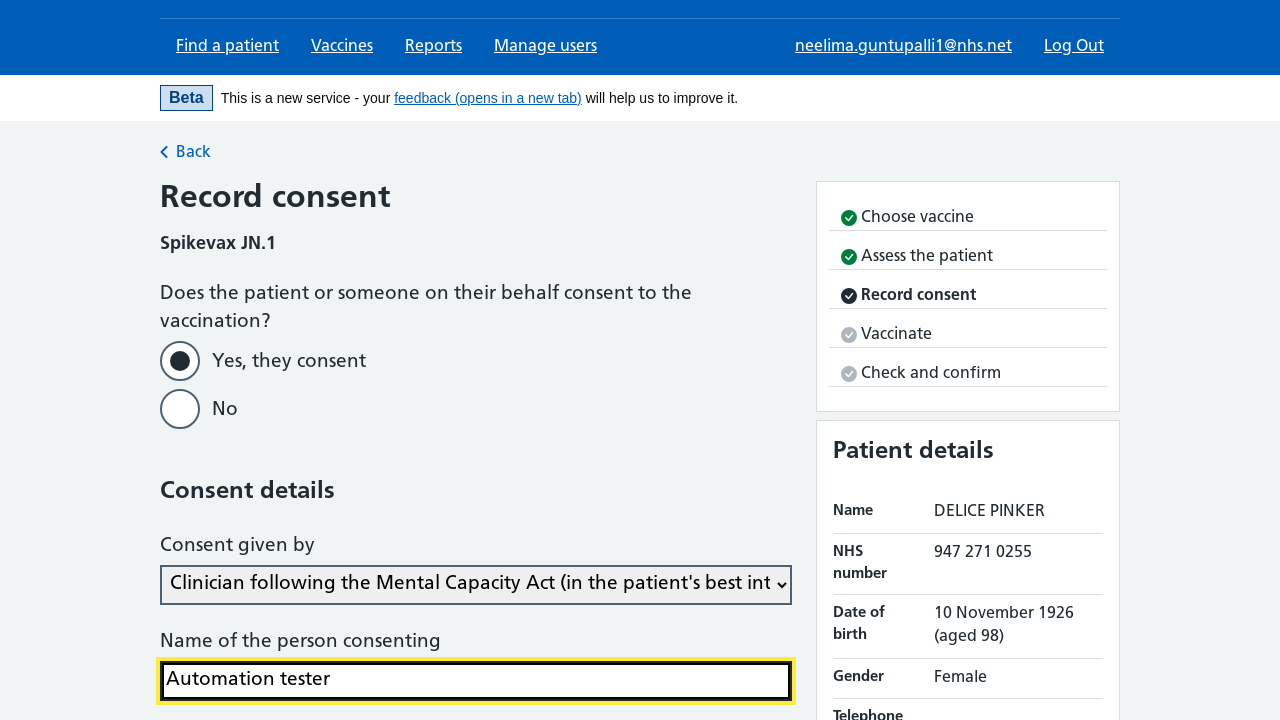 Find a patient
Vaccines
Reports
Manage users
neelima.guntupalli1@nhs.net
Log Out
Beta
This is a new service - your feedback (opens in a new tab) will help us to improve it.
Back
Record consent
Spikevax JN.1
Does the patient or someone on their behalf consent to the
vaccination?
Yes, they consent
No
Consent details
Consent given by
Clinician following the Mental Capacity Act (in the patient's best int
Name of the person consenting
Automation tester
Choose vaccine
Assess the patient
Record consent
Vaccinate
Check and confirm
Patient details
Name
DELICE PINKER
NHS
number
947 271 0255
Date of
birth
10 November 1926
(aged 98)
Gender
Female
Telephone